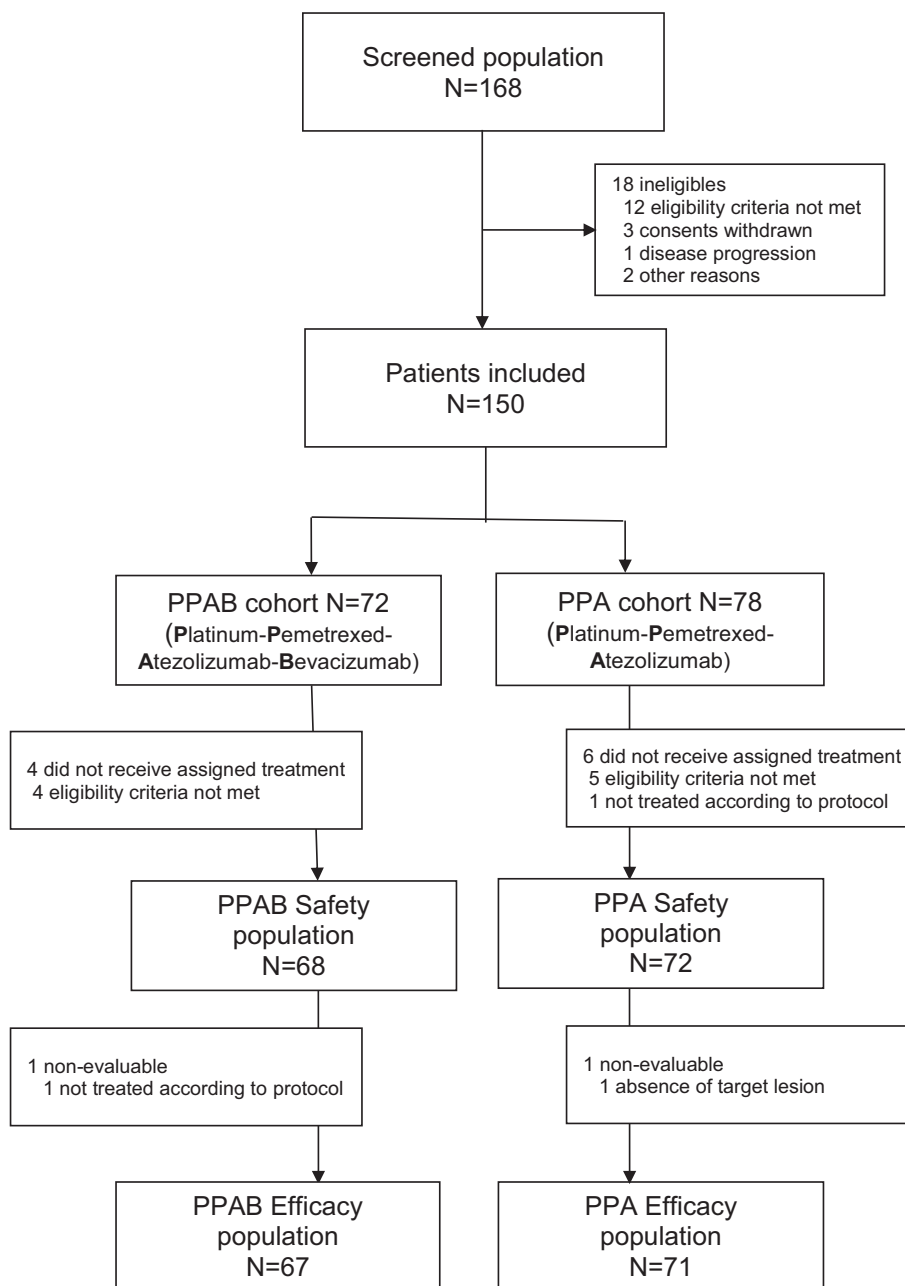 Screened population
N=168
18 ineligibles
12 eligibility criteria not met
3 consents withdrawn
1 disease progression
2 other reasons
Patients included
N=150
PPAB cohort N=72
(Platinum-Pemetrexed-
Atezolizumab-Bevacizumab)
PPA cohort N=78
(Platinum-Pemetrexed-
Atezolizumab)
4 did not receive assigned treatment
4 eligibility criteria not met
6 did not receive assigned treatment
5 eligibility criteria not met
1 not treated according to protocol
PPAB Safety
population
N=68
PPA Safety
population
N=72
1 non-evaluable
1 not treated according to protocol
1 non-evaluable
1 absence of target lesion
PPAB Efficacy
population
N=67
PPA Efficacy
population
N=71